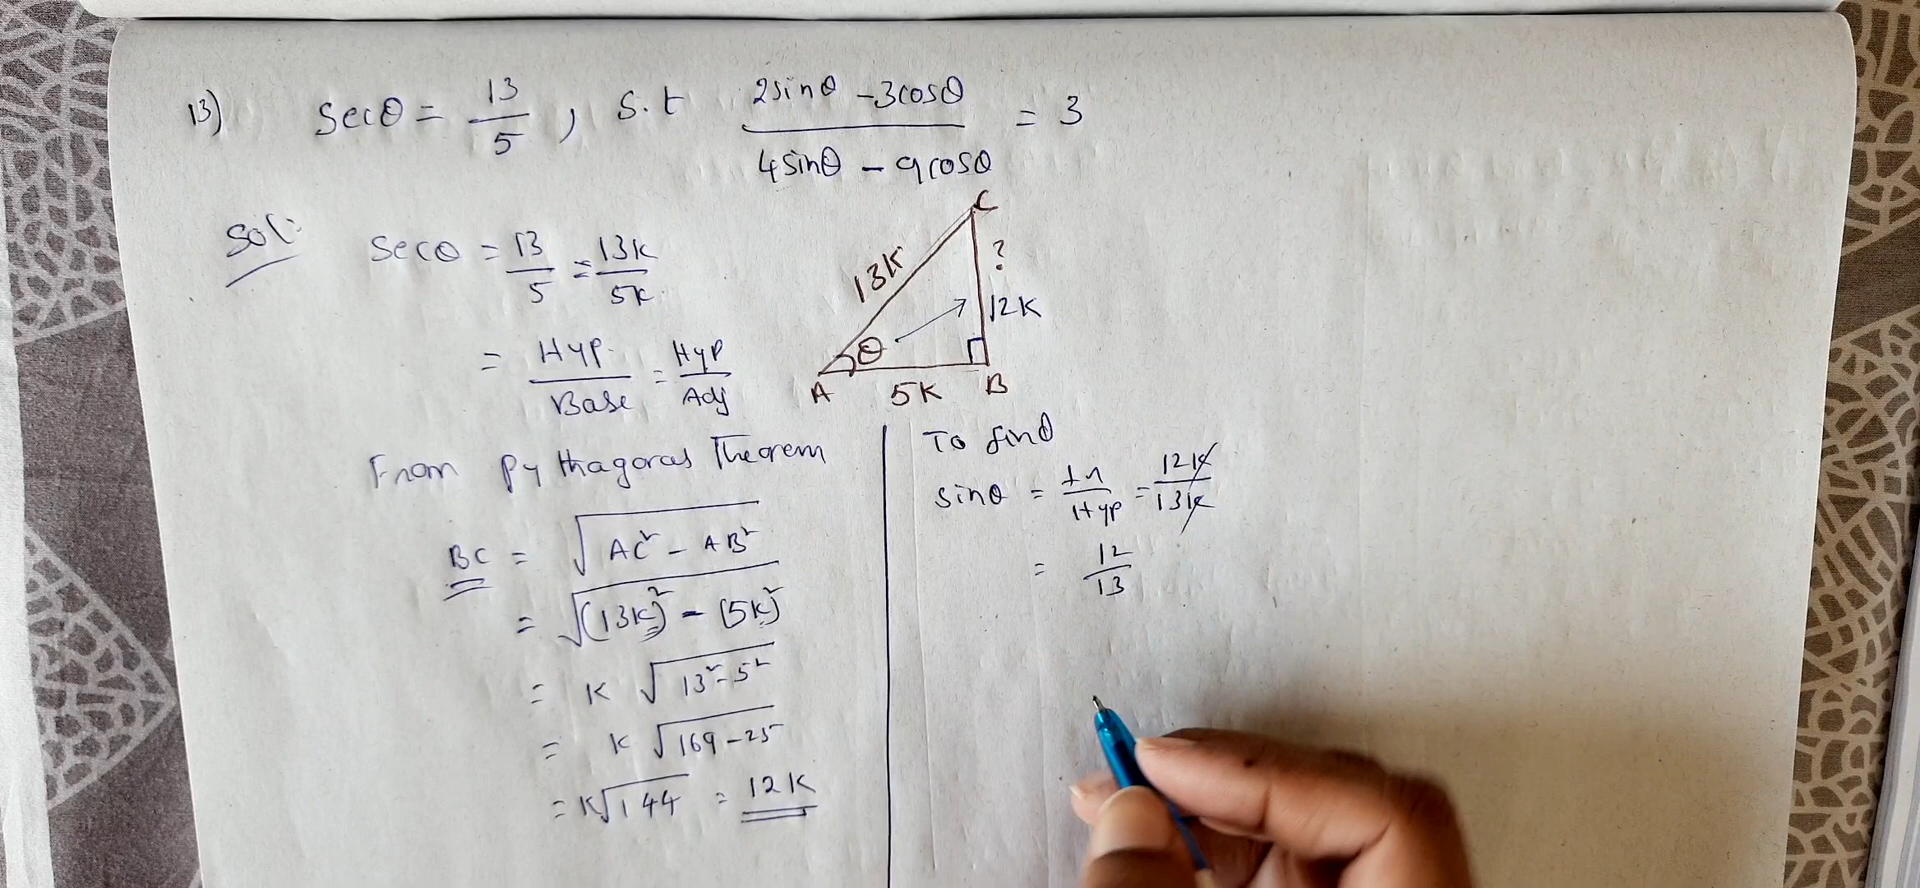 13) Secθ = 13/5, S.t (2sinθ - 3cosθ)/(4sinθ - 9cosθ) = 3
Sol:
Secθ = 13/5 = 13K/5K
= Hyp./Base = Hyp/Adj
C
13K
?
12K
θ
A 5K B
From Pythagoras Theorem
BC = √AC² - AB²
= √(13K)² - (5K)²
= K √13² - 5²
= K √169 - 25
= K√144 = 12K
To find
sinθ = /Hyp = 12K/13K
= 12/13